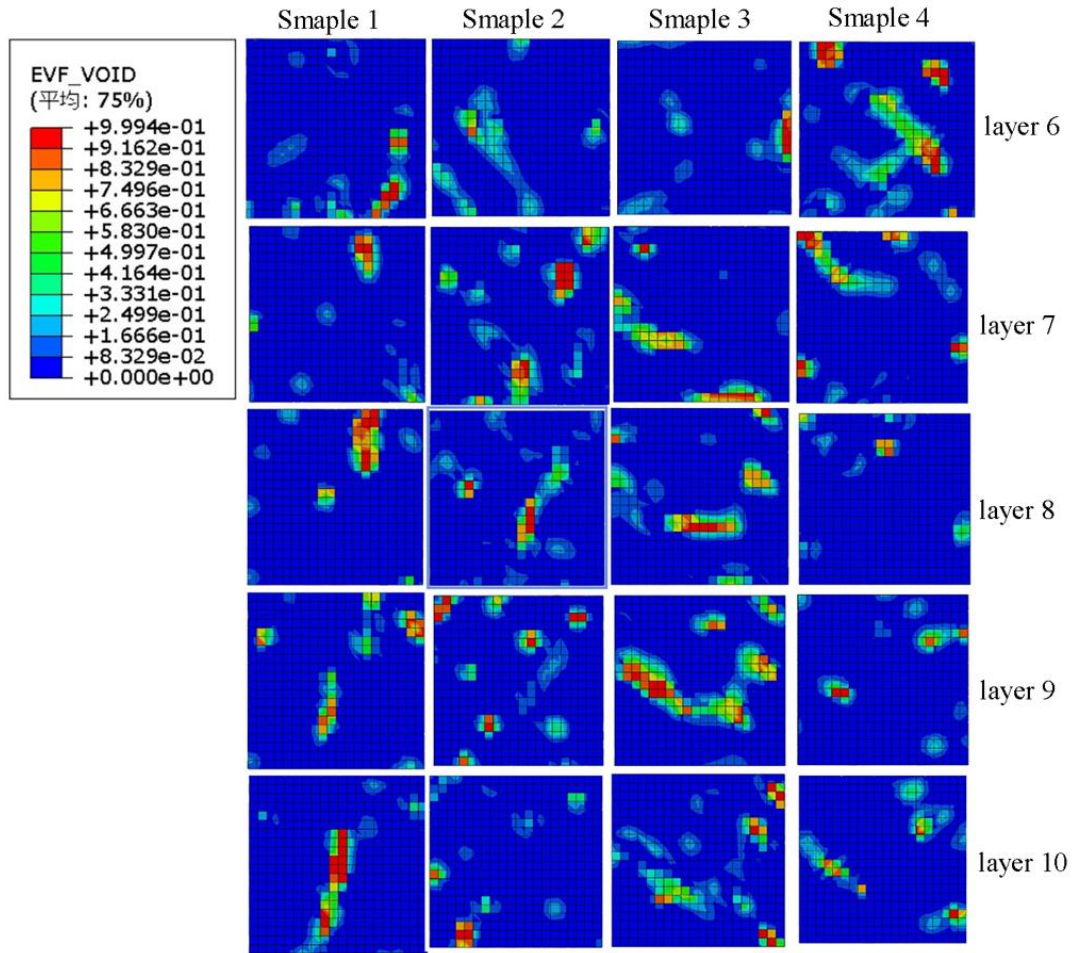 Smaple 1 Smaple 2 Smaple 3 Smaple 4
EVF_VOID
(平均: 75%)
+9.994e-01
+9.162e-01
+8.329e-01
+7.496e-01
+6.663e-01
+5.830e-01
+4.997e-01
+4.164e-01
+3.331e-01
+2.499e-01
+1.666e-01
+8.329e-02
+0.000e+00
layer 6
layer 7
layer 8
layer 9
layer 10